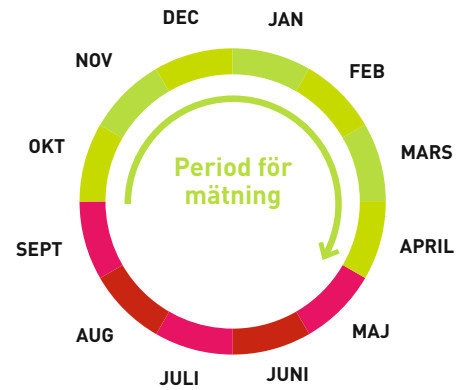 DEC
JAN
NOV
FEB
OKT
MARS
Period för
mätning
SEPT
APRIL
AUG
MAJ
JULI
JUNI